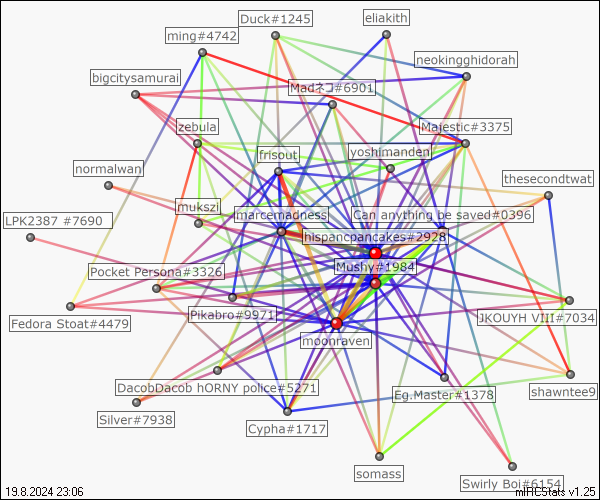 Duck#1245
eliakith
ming#4742
neokingghidorah
bigcitysamurai
Madネコ#6901
zebula
Majestic#3375
frisout
yoshimanden
normalwan
thesecondtwat
mukszi
marcemadness
Can anything be saved#0396
LPK2387 #7690
hispancpancakes#2928
Pocket Persona#3326
Mushy#1984
Pikabro#9971
JKOUYH VIII#7034
Fedora Stoat#4479
moonraven
DacobDacob hORNY police#5271
Eg.Master#1378
shawntee9
Silver#7938
Cypha#1717
somass
Swirly Boi#6154
19.8.2024 23:06
mIRCStats v1.25